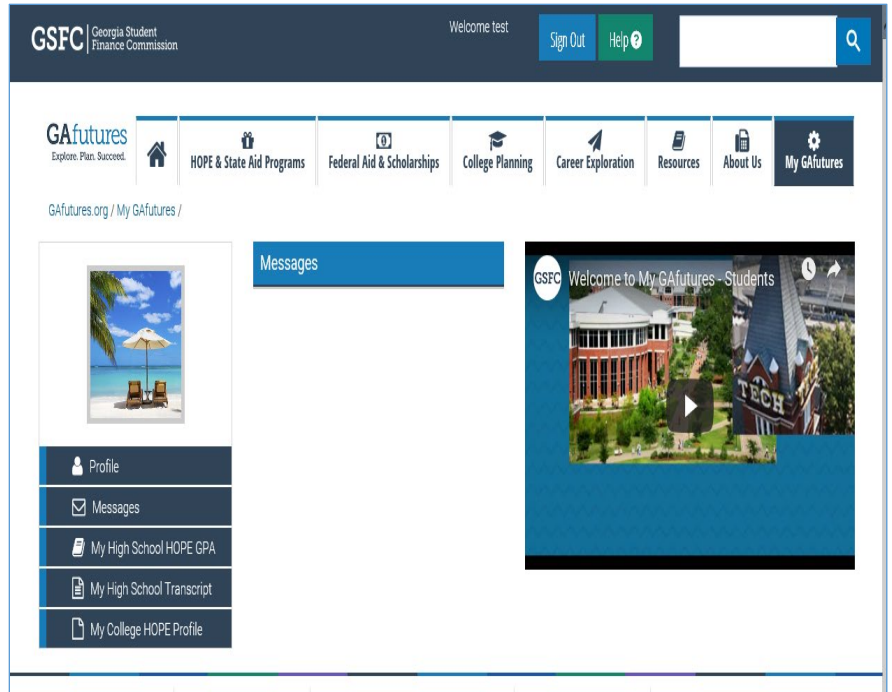 GSFC Georgia Student
Finance Commission
Welcome test
Sign Out
Help
GAfutures
Explore. Plan. Succeed.
HOPE & State Aid Programs
Federal Aid & Scholarships
College Planning
Career Exploration
Resources
About Us
My GAfutures
GAfutures.org / My GAfutures /
Messages
GSFC Welcome to My GAfutures - Students
TECH
Profile
Messages
My High School HOPE GPA
My High School Transcript
My College HOPE Profile